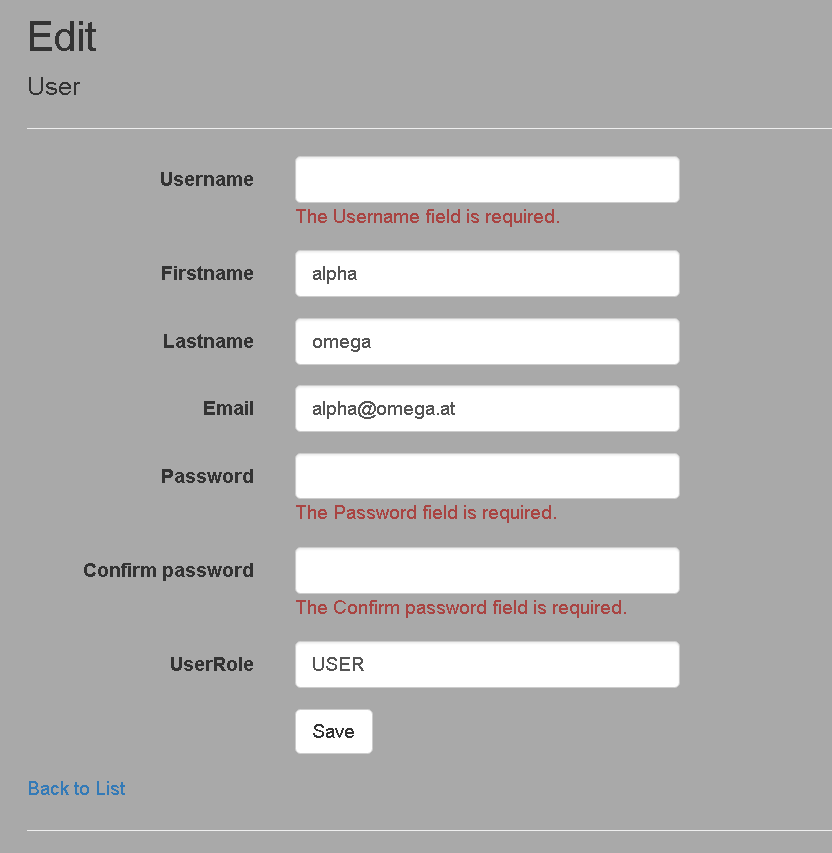 Edit
User
Username
The Username field is required.
Firstname alpha
Lastname omega
Email alpha@omega.at
Password
The Password field is required.
Confirm password
The Confirm password field is required.
UserRole USER
Save
Back to List